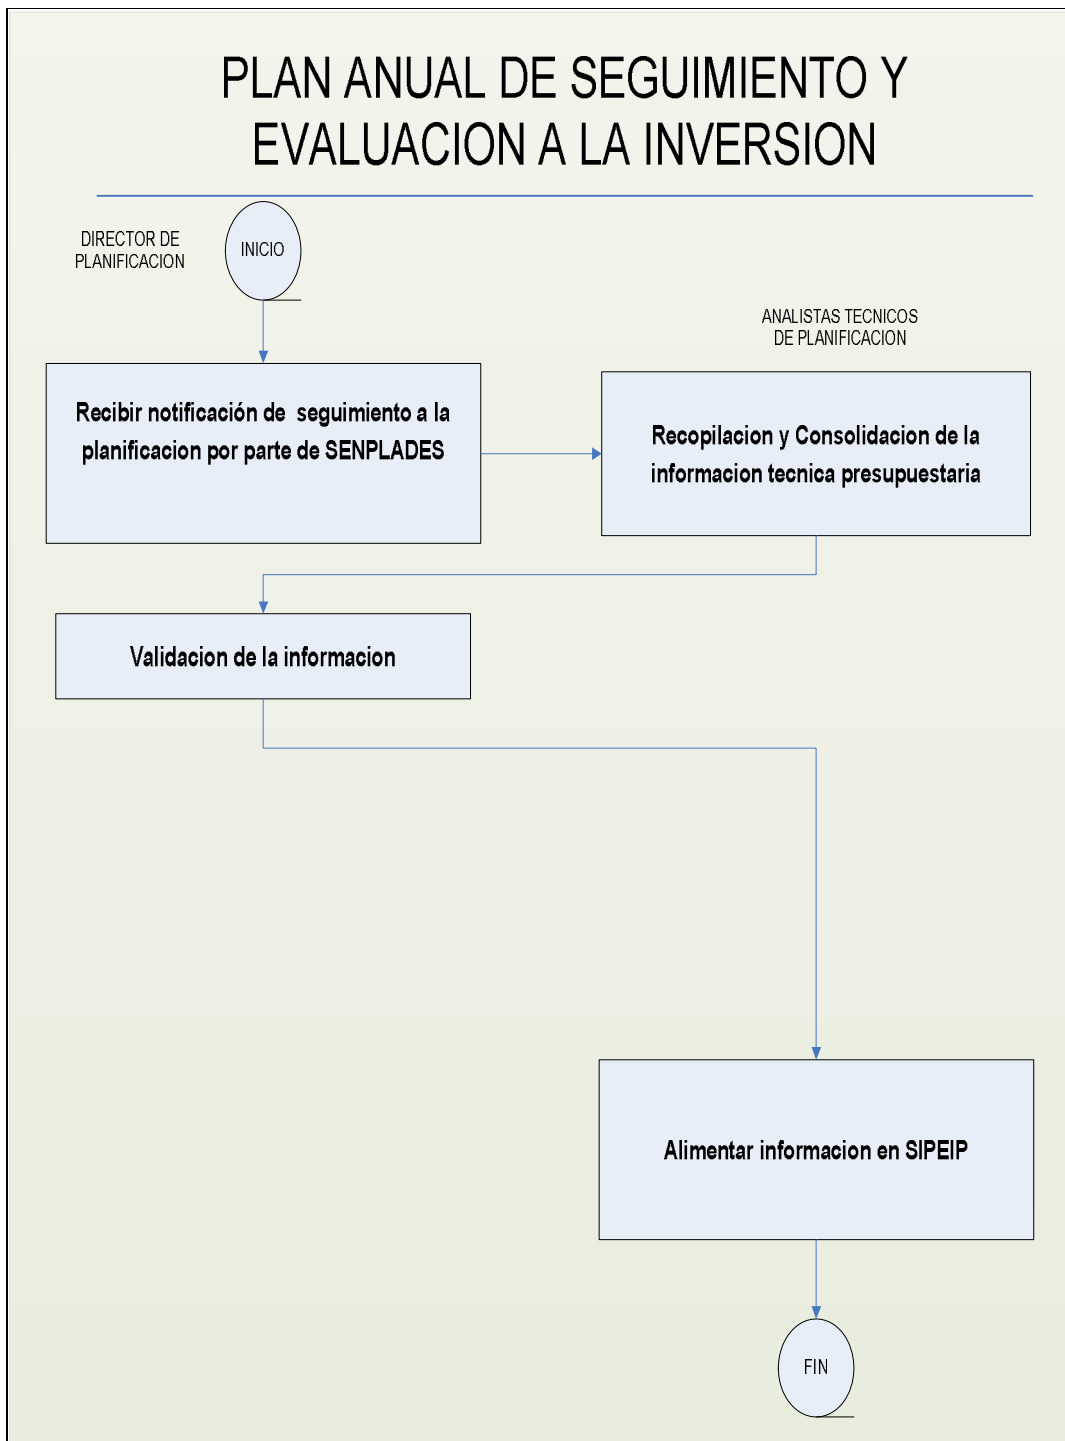 PLAN ANUAL DE SEGUIMIENTO Y
EVALUACION A LA INVERSION
DIRECTOR DE
PLANIFICACION
INICIO
ANALISTAS TECNICOS
DE PLANIFICACION
Recibir notificación de seguimiento a la
planificacion por parte de SENPLADES
Recopilacion y Consolidacion de la
informacion tecnica presupuestaria
Validacion de la informacion
Alimentar informacion en SIPEIP
FIN